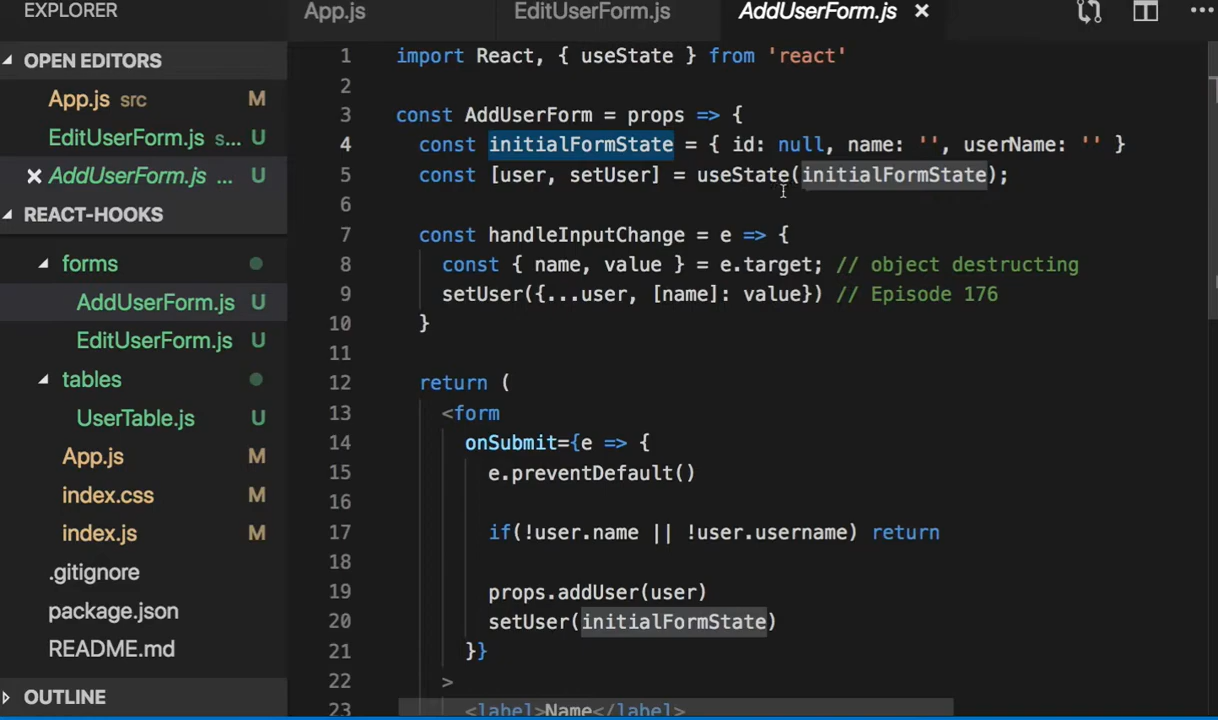 EXPLORER
OPEN EDITORS
App.js src M
EditUserForm.js s... U
AddUserForm.js ... U
REACT-HOOKS
forms
AddUserForm.js U
EditUserForm.js U
tables
UserTable.js U
App.js M
index.css M
index.js M
.gitignore
package.json
README.md
OUTLINE
App.js EditUserForm.js AddUserForm.js
1 import React, { useState } from 'react'
2
3 const AddUserForm = props => {
4 const initialFormState = { id: null, name: '', userName: '' }
5 const [user, setUser] = useState(initialFormState);
6
7 const handleInputChange = e => {
8 const { name, value } = e.target; // object destructing
9 setUser({...user, [name]: value}) // Episode 176
10 }
11
12 return (
13 <form
14 onSubmit={e => {
15 e.preventDefault()
16
17 if(!user.name || !user.username) return
18
19 props.addUser(user)
20 setUser(initialFormState)
21 }}
22 >
23 <label>Name</label>